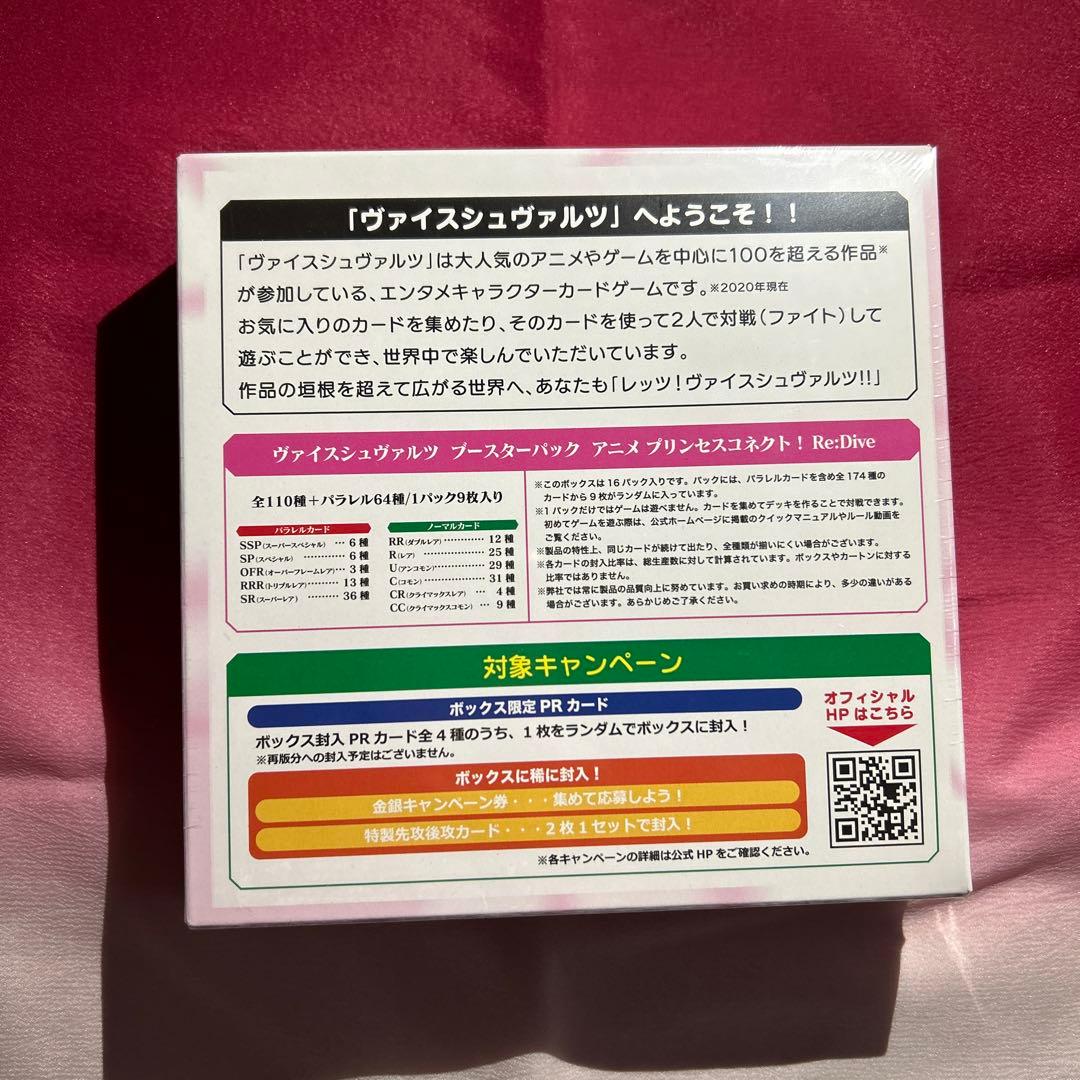 「ヴァイスシュヴァルツ」へようこそ！！
「ヴァイスシュヴァルツ」は大人気のアニメやゲームを中心に100を超える作品※
が参加している、エンタメキャラクターカードゲームです。※2020年現在
お気に入りのカードを集めたり、そのカードを使って2人で対戦（ファイト）して
遊ぶことができ、世界中で楽しんでいただいています。
作品の垣根を超えて広がる世界へ、あなたも「レッツ！ヴァイスシュヴァルツ!!」
ヴァイスシュヴァルツ ブースターパック アニメ プリンセスコネクト！Re:Dive
全110種＋パラレル64種/1パック9枚入り
パラレルカード
SSP（スーパースペシャル）… 6種
SP（スペシャル）………… 6種
OFR（オーバーフレームレア）… 3種
RRR（トリプルレア）……… 13種
SR（スーパーレア）……… 36種
ノーマルカード
RR（ダブルレア）………… 12種
R（レア）………… 25種
U（アンコモン）………… 29種
C（コモン）………… 31種
CR（クライマックスレア）… 4種
CC（クライマックスコモン）… 9種
※このボックスは16パック入りです。パックには、パラレルカードを含め全174種の
カードから9枚がランダムに入っています。
※1パックだけではゲームは遊べません。カードを集めてデッキを作ることで対戦できます。
初めてゲームを遊ぶ際は、公式ホームページに掲載のクイックマニュアルやルール動画を
ご覧ください。
※製品の特性上、同じカードが続けて出たり、全種類が揃いにくい場合がございます。
※各カードの封入比率は、総生産数に対して計算されています。ボックスやカートンに対する
比率ではありません。
※弊社では常に製品の品質向上に努めています。お買い求めの時期により、多少の違いがある
場合がございます。あらかじめご了承ください。
対象キャンペーン
ボックス限定PRカード
ボックス封入PRカード全4種のうち、1枚をランダムでボックスに封入！
※再版分への封入予定はございません。
ボックスに稀に封入！
金銀キャンペーン券・・・集めて応募しよう！
特製先攻後攻カード・・・2枚1セットで封入！
※各キャンペーンの詳細は公式HPをご確認ください。
オフィシャル
HPはこちら